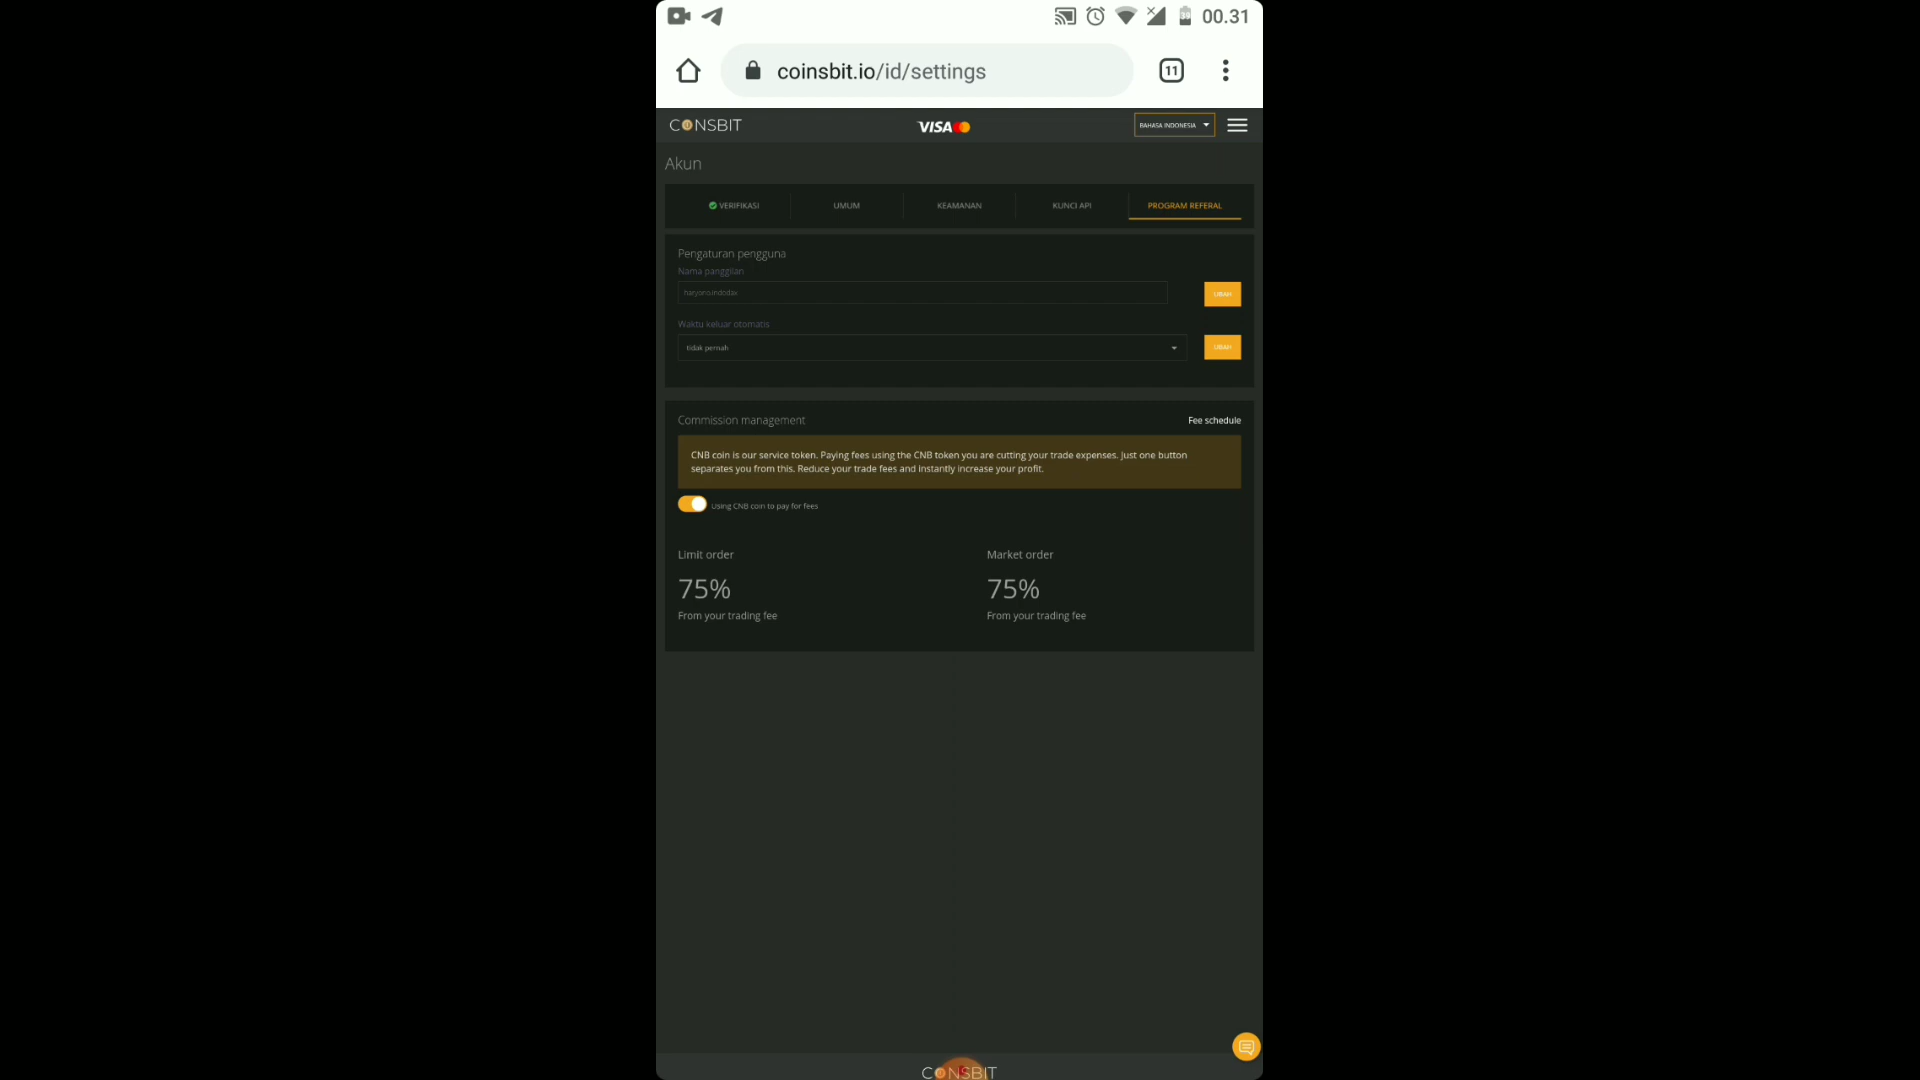 00.31
coinsbit.io/id/settings
11
COINSBIT
VISA
BAHASA INDONESIA
Akun
VERIFIKASI
UMUM
KEAMANAN
KUNCI API
PROGRAM REFERAL
Pengaturan pengguna
Nama panggilan
UBAH
Waktu keluar otomatis
tidak pernah
UBAH
Commission management
Fee schedule
CNB coin is our service token. Paying fees using the CNB token you are cutting your trade expenses. Just one button
separates you from this. Reduce your trade fees and instantly increase your profit.
Using CNB coin to pay for fees
Limit order
Market order
75%
75%
From your trading fee
From your trading fee
COINSBIT